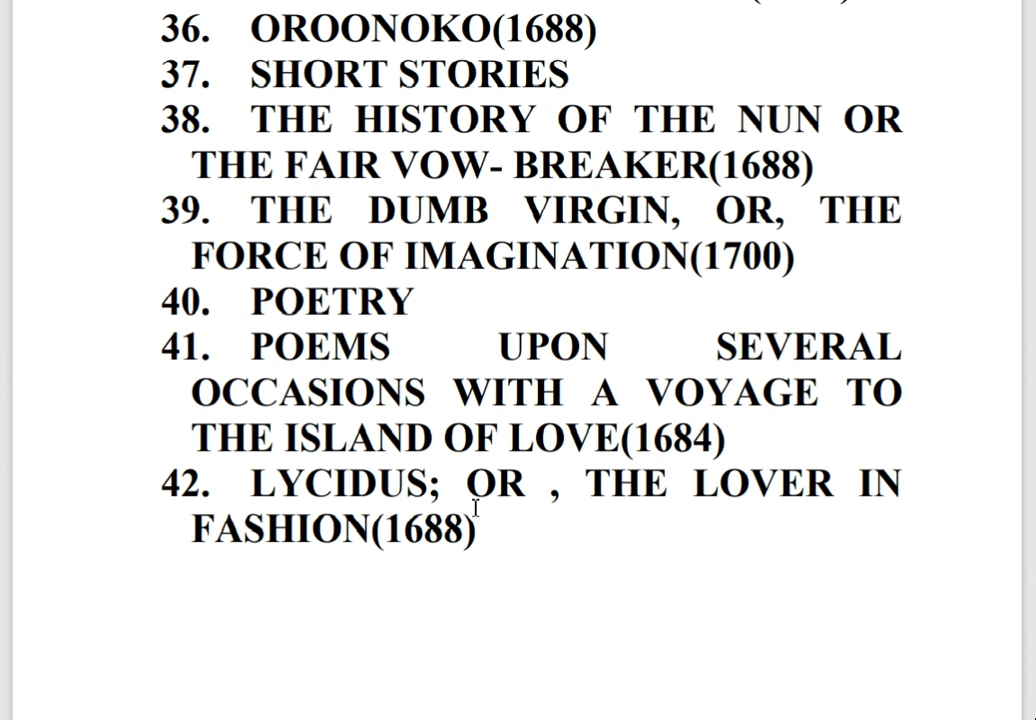 36. OROONOKO(1688)
37. SHORT STORIES
38. THE HISTORY OF THE NUN OR
THE FAIR VOW- BREAKER(1688)
39. THE DUMB VIRGIN, OR, THE
FORCE OF IMAGINATION(1700)
40. POETRY
41. POEMS UPON SEVERAL
OCCASIONS WITH A VOYAGE TO
THE ISLAND OF LOVE(1684)
42. LYCIDUS; OR , THE LOVER IN
FASHION(1688)